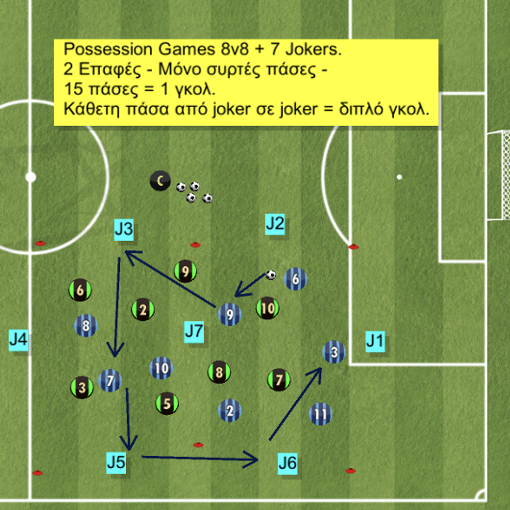 Possession Games 8v8 + 7 Jokers.
2 Επαφές - Μόνο συρτές πάσες -
15 πάσες = 1 γκολ.
Κάθετη πάσα από joker σε joker = διπλό γκολ.
C
J3
J2
9
6
6
2
9
10
8
J7
J4
J1
3
10
8
7
3
7
5
2
11
J5
J6